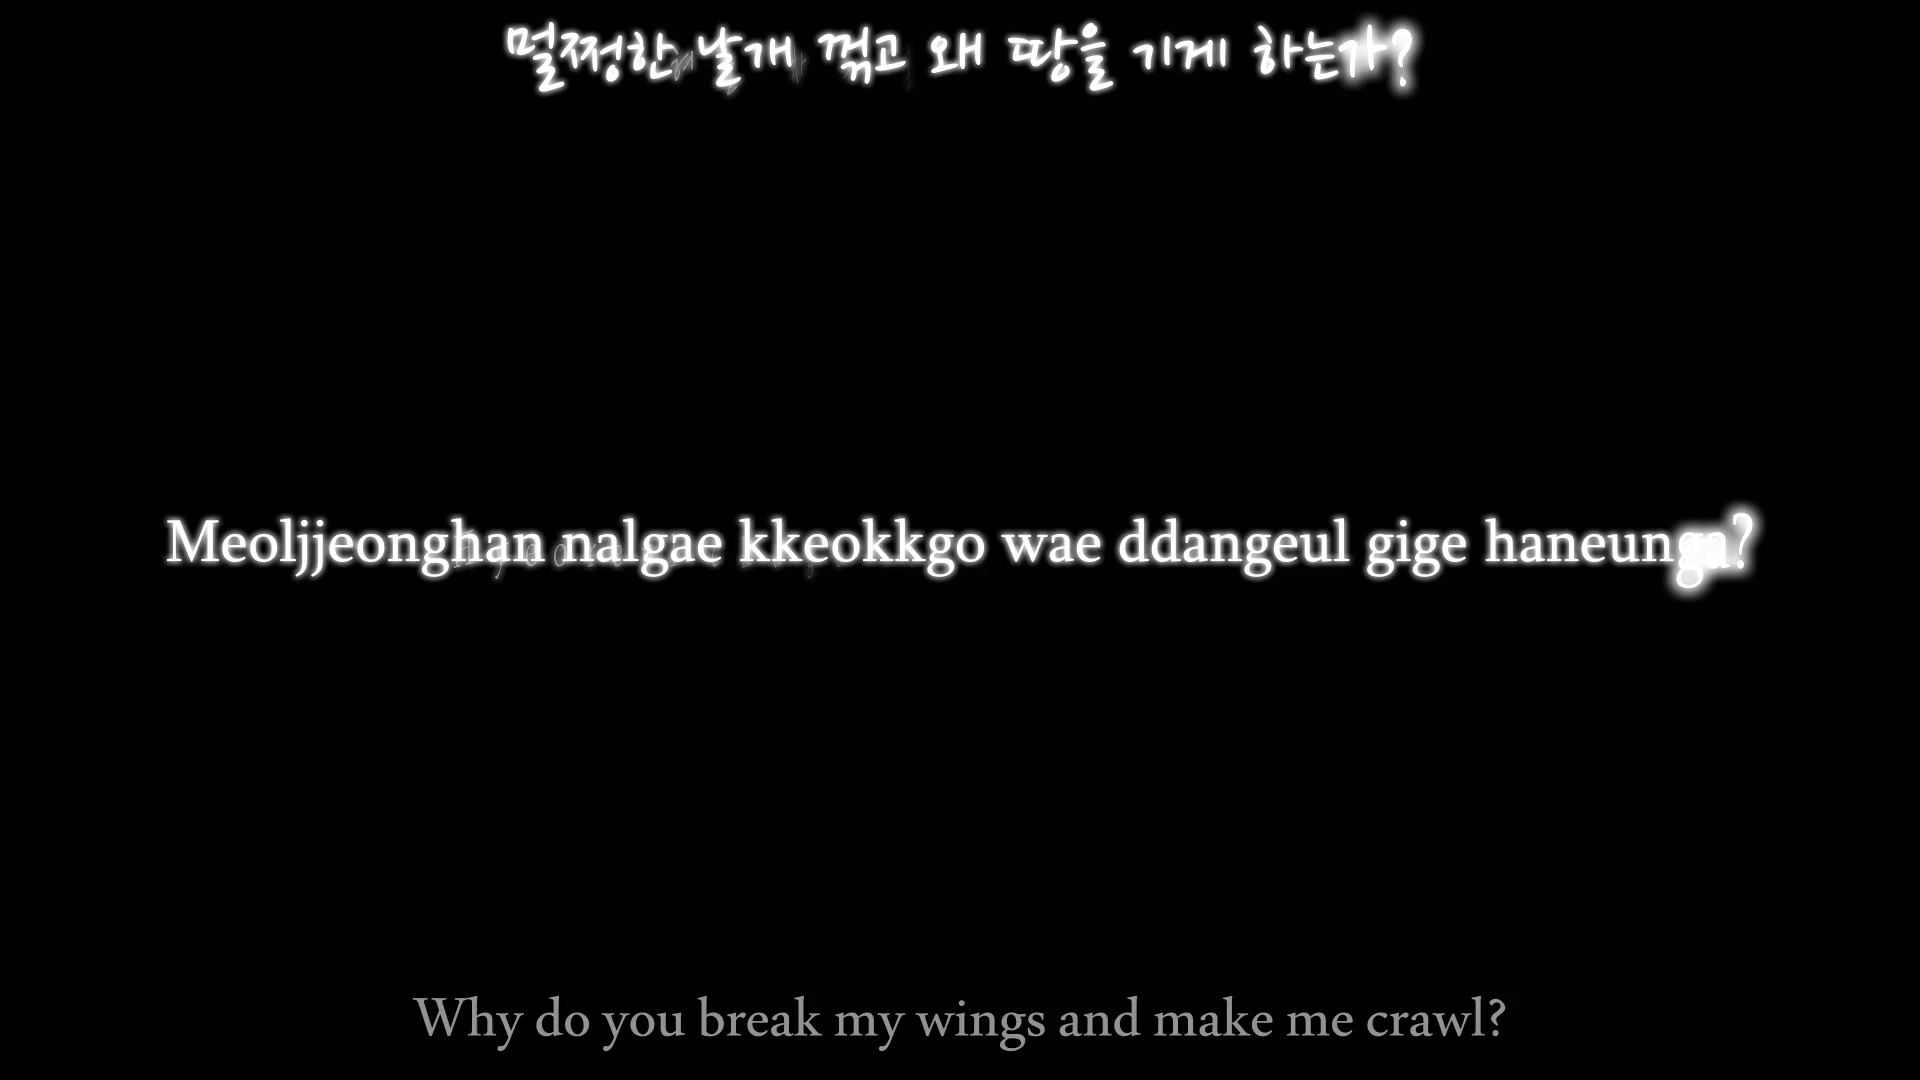 멀쩡한 날개 꺾고 왜 땅을 기게 하는가?
Meoljjeonghan nalgae kkeokkgo wae ddangeul gige haneunga?
Why do you break my wings and make me crawl?